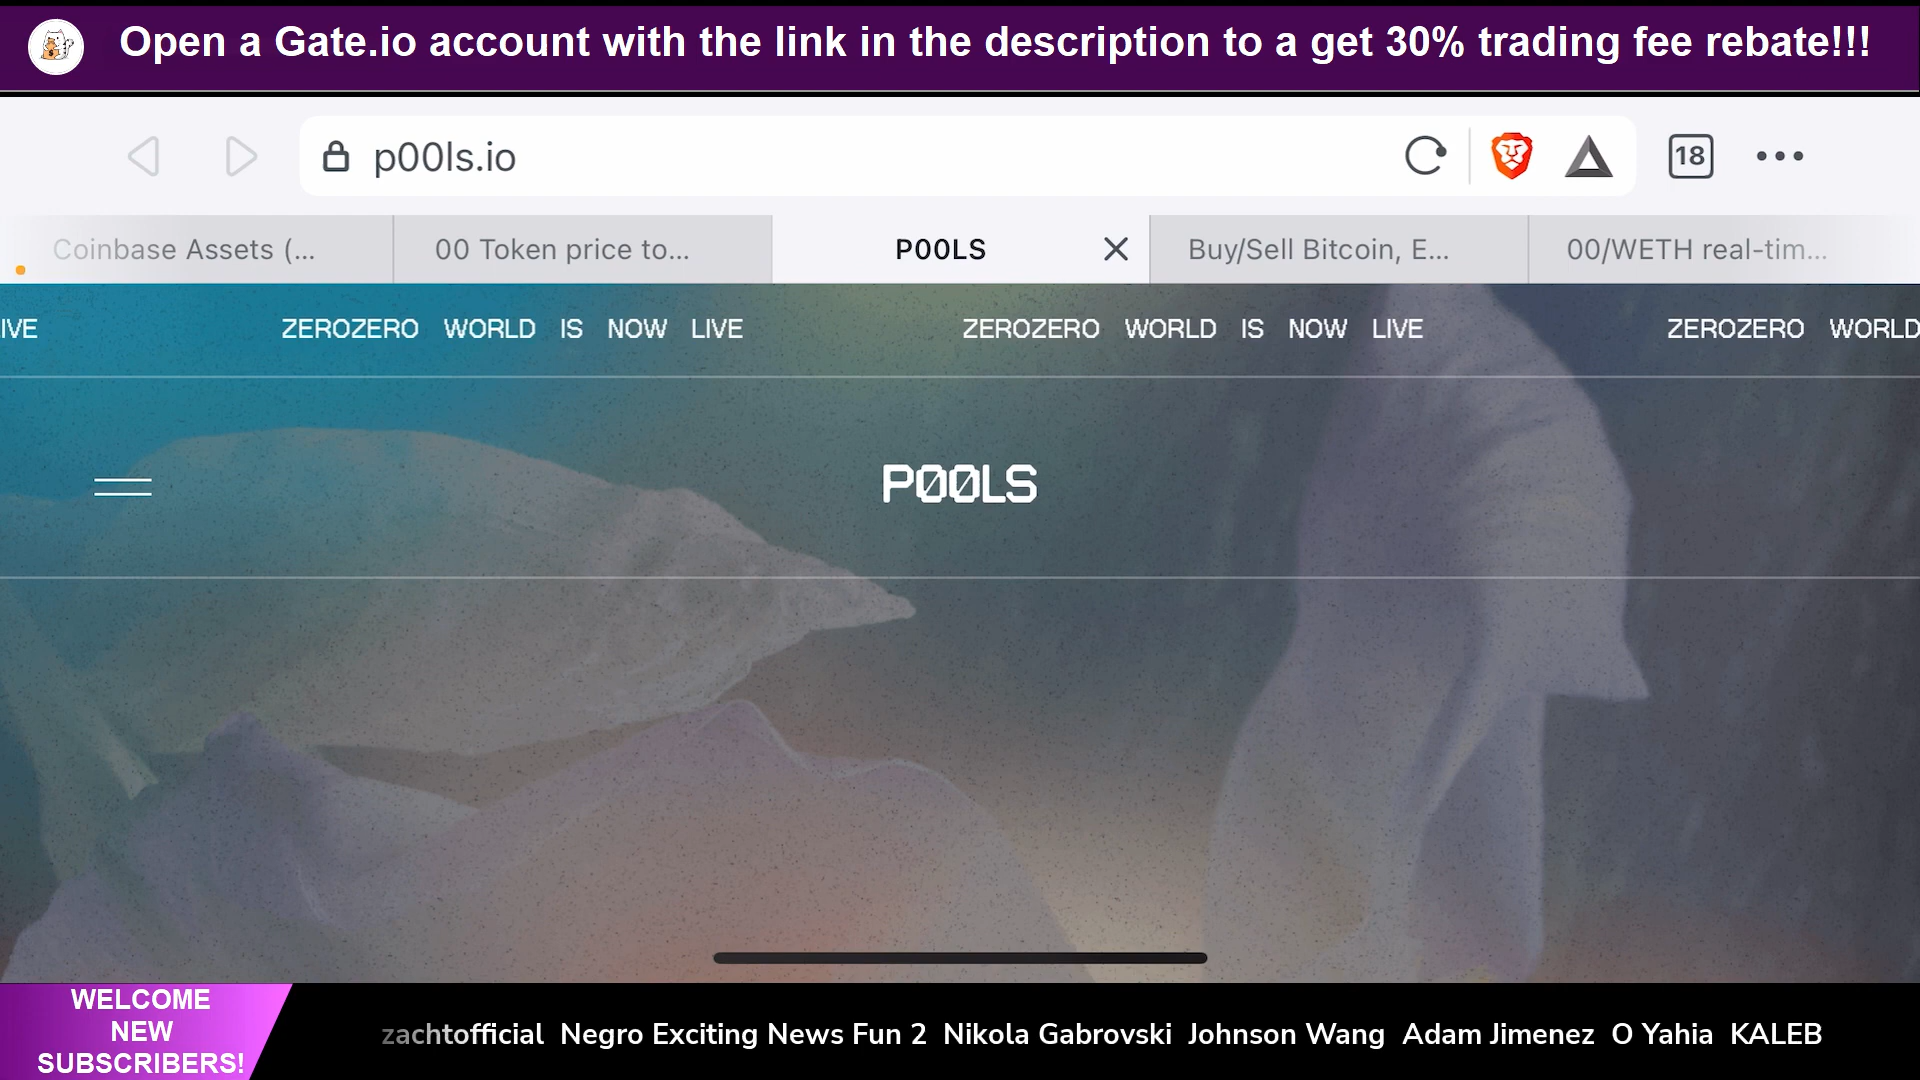 Open a Gate.io account with the link in the description to a get 30% trading fee rebate!!!
p00ls.io
18
Coinbase Assets (...
00 Token price to...
P00LS
Buy/Sell Bitcoin, E...
00/WETH real-tim...
IVE
ZEROZERO WORLD IS NOW LIVE
ZEROZERO WORLD IS NOW LIVE
ZEROZERO WORLD
P00LS
WELCOME
NEW
SUBSCRIBERS!
zachtofficial Negro Exciting News Fun 2 Nikola Gabrovski Johnson Wang Adam Jimenez O Yahia KALEB